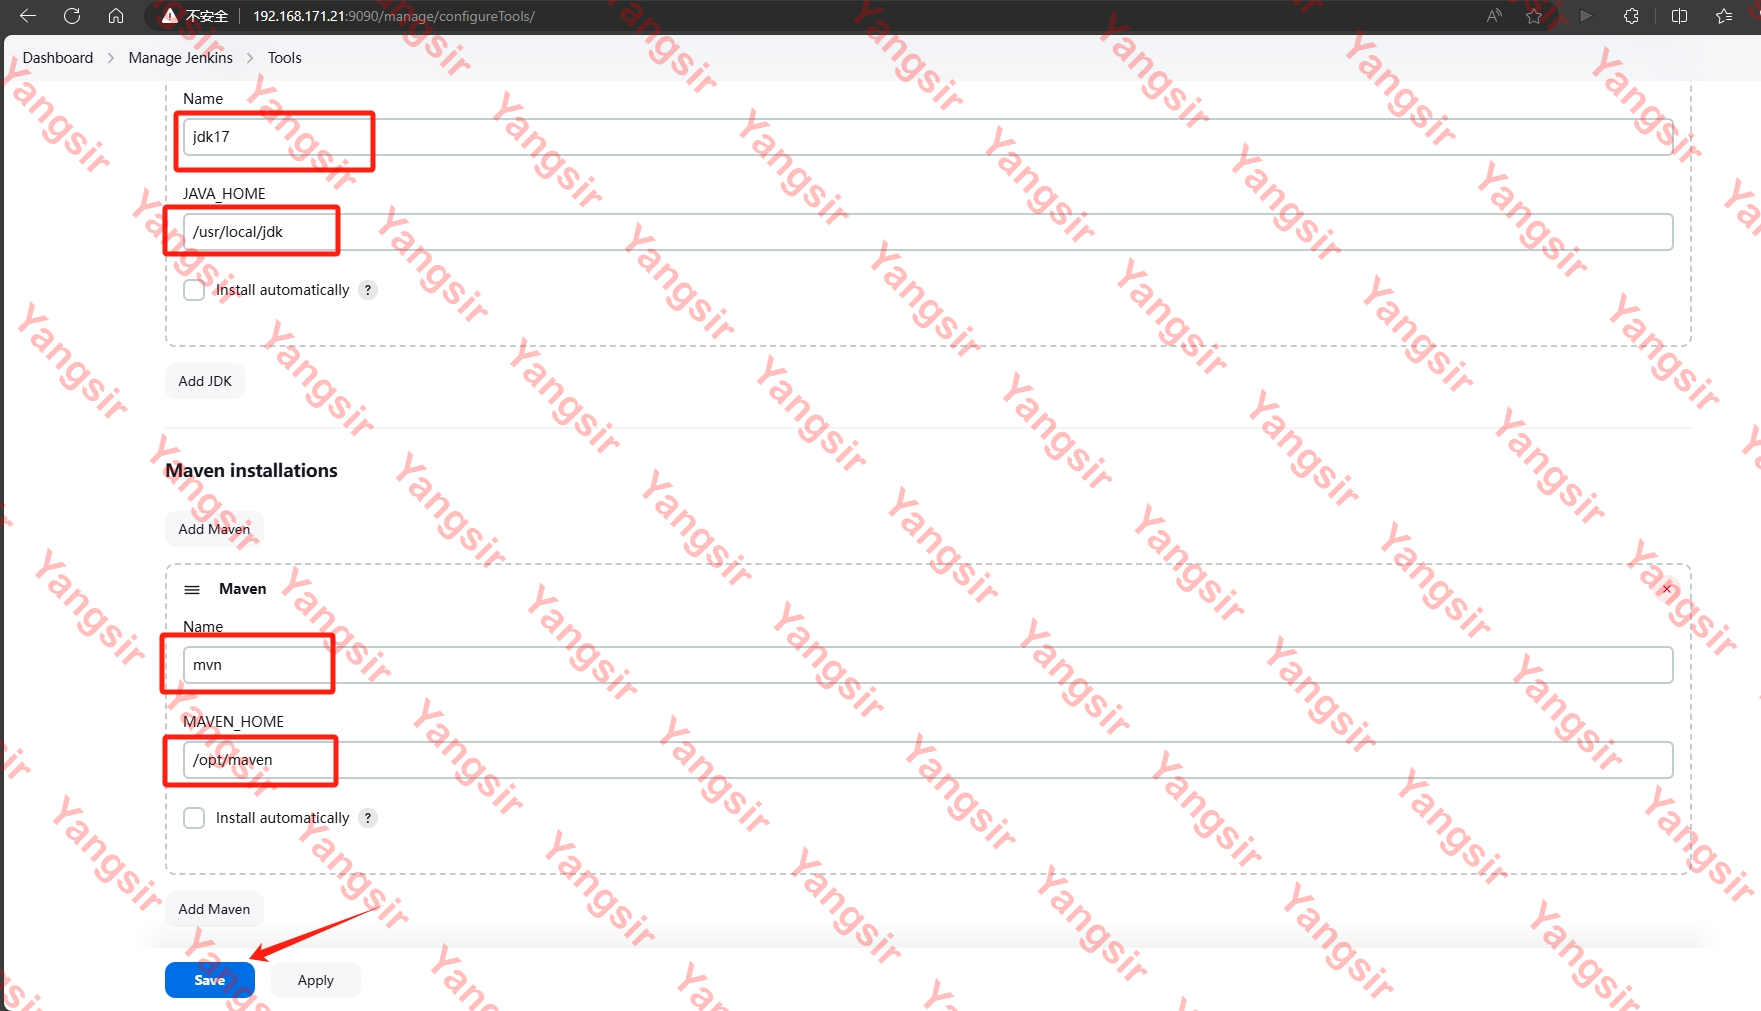 不安全 192.168.171.21:9090/manage/configureTools/
Dashboard > Manage Jenkins > Tools
Name
jdk17
JAVA_HOME
/usr/local/jdk
Install automatically ?
Add JDK
Maven installations
Add Maven
Maven
Name
mvn
MAVEN_HOME
/opt/maven
Install automatically ?
Add Maven
Save Apply
Yangsir